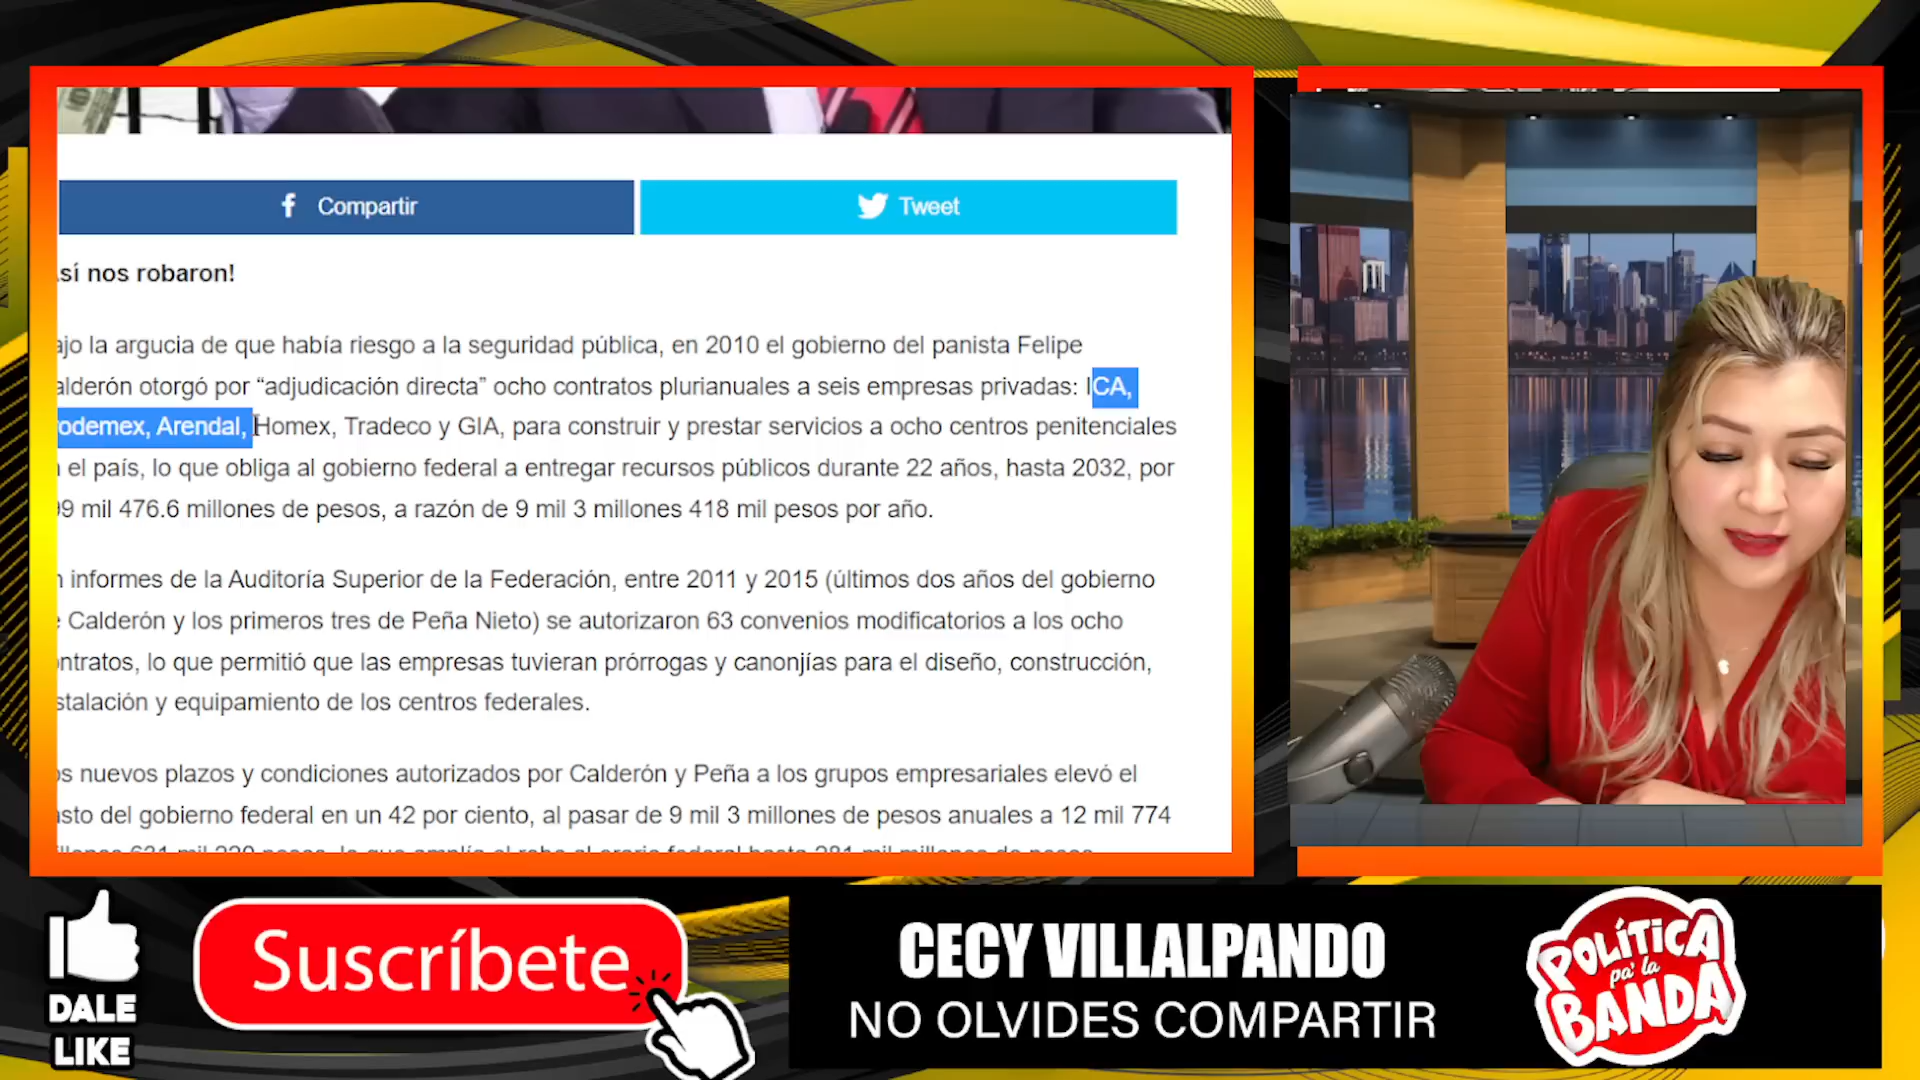 Compartir
Tweet
sí nos robaron!
ajo la argucia de que había riesgo a la seguridad pública, en 2010 el gobierno del panista Felipe
alderón otorgó por “adjudicación directa” ocho contratos plurianuales a seis empresas privadas: ICA,
rodemex, Arendal, Homex, Tradeco y GIA, para construir y prestar servicios a ocho centros penitenciales
el país, lo que obliga al gobierno federal a entregar recursos públicos durante 22 años, hasta 2032, por
99 mil 476.6 millones de pesos, a razón de 9 mil 3 millones 418 mil pesos por año.
n informes de la Auditoría Superior de la Federación, entre 2011 y 2015 (últimos dos años del gobierno
e Calderón y los primeros tres de Peña Nieto) se autorizaron 63 convenios modificatorios a los ocho
ontratos, lo que permitió que las empresas tuvieran prórrogas y canonjías para el diseño, construcción,
stalación y equipamiento de los centros federales.
os nuevos plazos y condiciones autorizados por Calderón y Peña a los grupos empresariales elevó el
asto del gobierno federal en un 42 por ciento, al pasar de 9 mil 3 millones de pesos anuales a 12 mil 774
DALE LIKE
Suscríbete
CECY VILLALPANDO
NO OLVIDES COMPARTIR
POLÍTICA
pa' la
BANDA